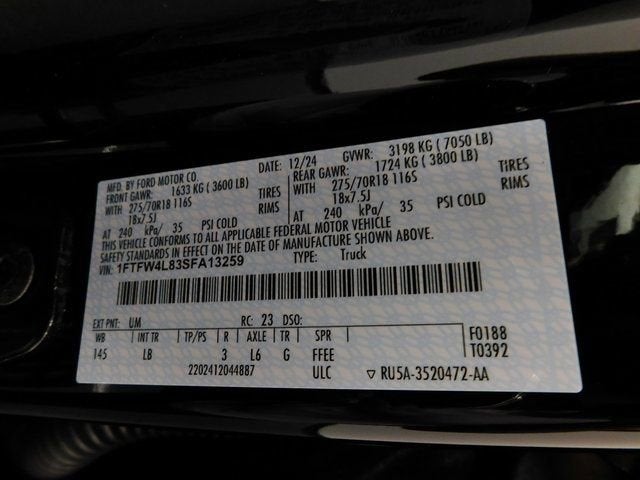 MFD. BY FORD MOTOR CO. DATE: 12/24 GVWR: 3198 KG ( 7050 LB)
FRONT GAWR: 1633 KG ( 3600 LB) REAR GAWR: 1724 KG ( 3800 LB)
WITH 275/70R18 116S TIRES WITH 275/70R18 116S TIRES
18x7.5J RIMS 18x7.5J RIMS
AT 240 kPa/ 35 PSI COLD AT 240 kPa/ 35 PSI COLD
THIS VEHICLE CONFORMS TO ALL APPLICABLE FEDERAL MOTOR VEHICLE
SAFETY STANDARDS IN EFFECT ON THE DATE OF MANUFACTURE SHOWN ABOVE.
VIN: 1FTFW4L83SFA13259 TYPE: Truck
EXT PNT: UM RC: 23 DSO:
WB INT TR TP/PS R AXLE TR SPR F0188
145 LB 3 L6 G FFEE T0392
2202412044887 ULC ▽ RU5A-3520472-AA